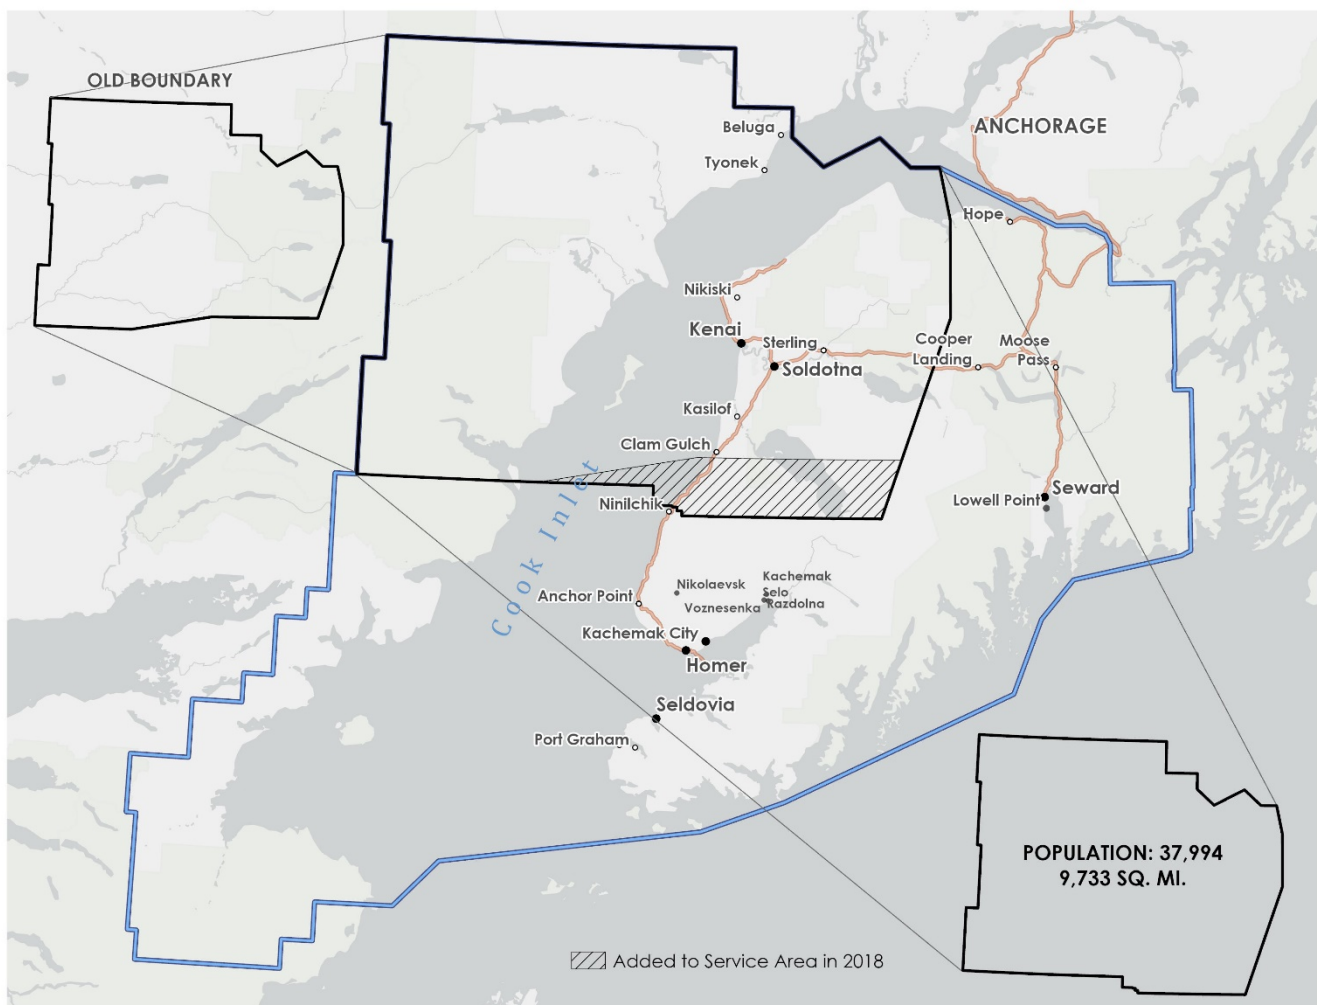 OLD BOUNDARY
Beluga
ANCHORAGE
Tyonek
Hope
Nikiski
Kenai
Sterling
Cooper
Landing
Moose
Pass
Soldotna
Kasilof
Clam Gulch
Cook Inlet
Ninilchik
Lowell Point
Seward
Nikolaevsk
Kachemak
Selo
Voznesenka
Razdolna
Anchor Point
Kachemak City
Homer
Seldovia
Port Graham
POPULATION: 37,994
9,733 SQ. MI.
Added to Service Area in 2018